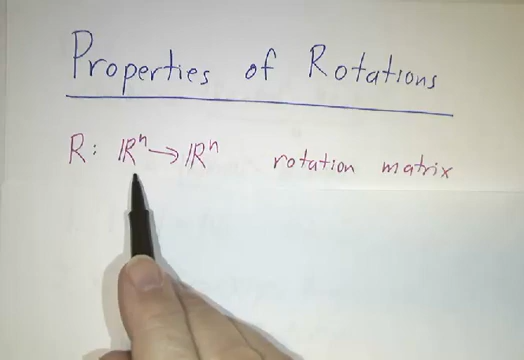 Properties of Rotations
R: ℝⁿ → ℝⁿ rotation matrix